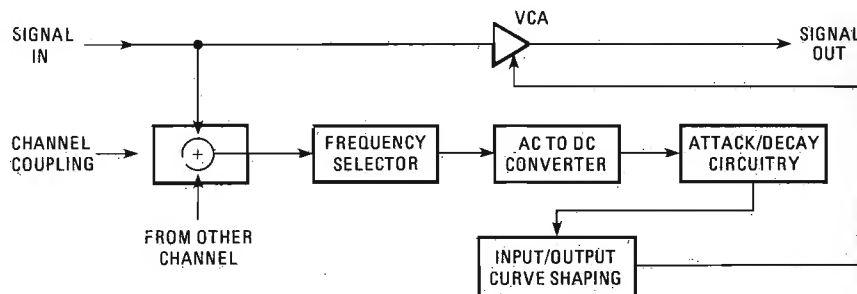 VCA
SIGNAL
IN
SIGNAL
OUT
CHANNEL
COUPLING
+
FREQUENCY
SELECTOR
AC TO DC
CONVERTER
ATTACK/DECAY
CIRCUITRY
FROM OTHER
CHANNEL
INPUT/OUTPUT
CURVE SHAPING